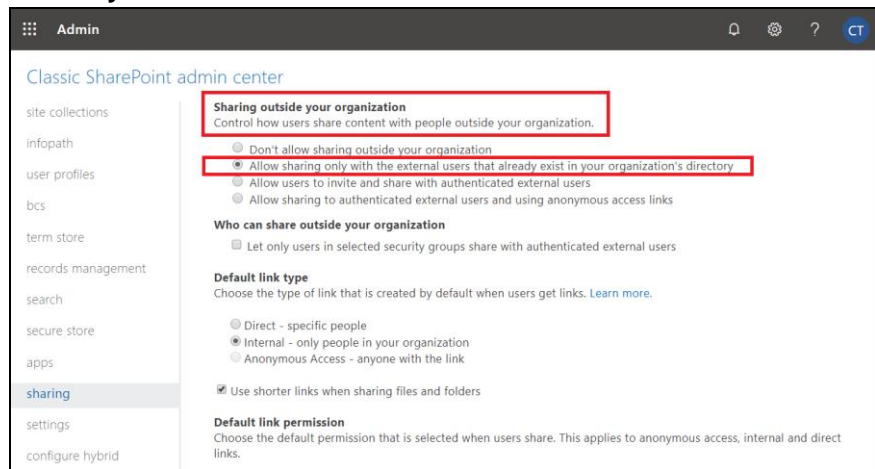 Admin
?
CT
Classic SharePoint admin center
site collections
infopath
user profiles
bcs
term store
records management
search
secure store
apps
sharing
settings
configure hybrid
Sharing outside your organization
Control how users share content with people outside your organization.
Don't allow sharing outside your organization
Allow sharing only with the external users that already exist in your organization's directory
Allow users to invite and share with authenticated external users
Allow sharing to authenticated external users and using anonymous access links
Who can share outside your organization
Let only users in selected security groups share with authenticated external users
Default link type
Choose the type of link that is created by default when users get links. Learn more.
Direct - specific people
Internal - only people in your organization
Anonymous Access - anyone with the link
Use shorter links when sharing files and folders
Default link permission
Choose the default permission that is selected when users share. This applies to anonymous access, internal and direct
links.